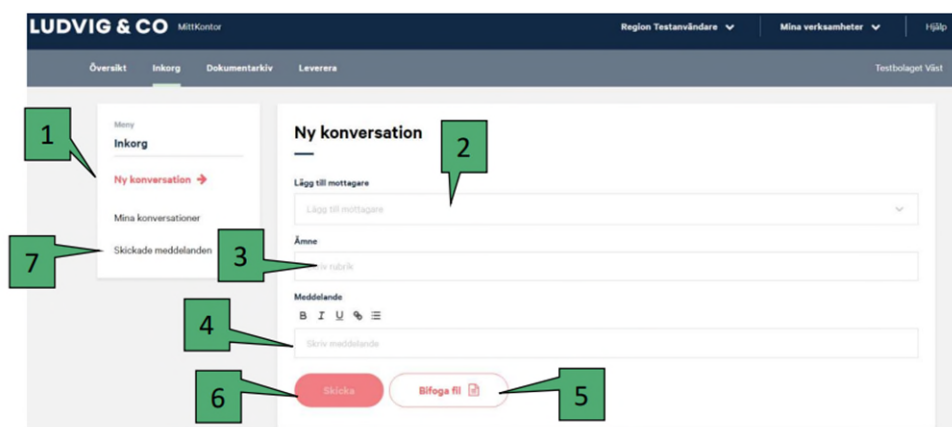 LUDVIG & CO MittKontor Region Testanvändare Mina verksamheter Hjälp
Översikt Inkorg Dokumentarkiv Leverera Testbolaget Väst
Meny
Inkorg
Ny konversation
Mina konversationer
Skickade meddelanden
1
7
Ny konversation
2
Lägg till mottagare
Lägg till mottagare
Ämne
3
rubrik
Meddelande
B I U
4
Skriv meddelande
Skicka Bifoga fil
6
5